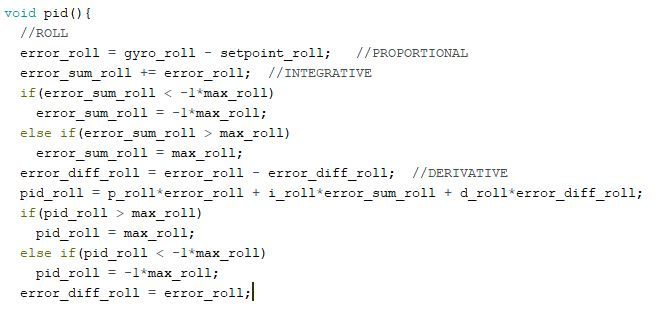 void pid(){
  //ROLL
  error_roll = gyro_roll - setpoint_roll;   //PROPORTIONAL
  error_sum_roll += error_roll;  //INTEGRATIVE
  if(error_sum_roll < -1*max_roll)
    error_sum_roll = -1*max_roll;
  else if(error_sum_roll > max_roll)
    error_sum_roll = max_roll;
  error_diff_roll = error_roll - error_diff_roll;  //DERIVATIVE
  pid_roll = p_roll*error_roll + i_roll*error_sum_roll + d_roll*error_diff_roll;
  if(pid_roll > max_roll)
    pid_roll = max_roll;
  else if(pid_roll < -1*max_roll)
    pid_roll = -1*max_roll;
  error_diff_roll = error_roll;